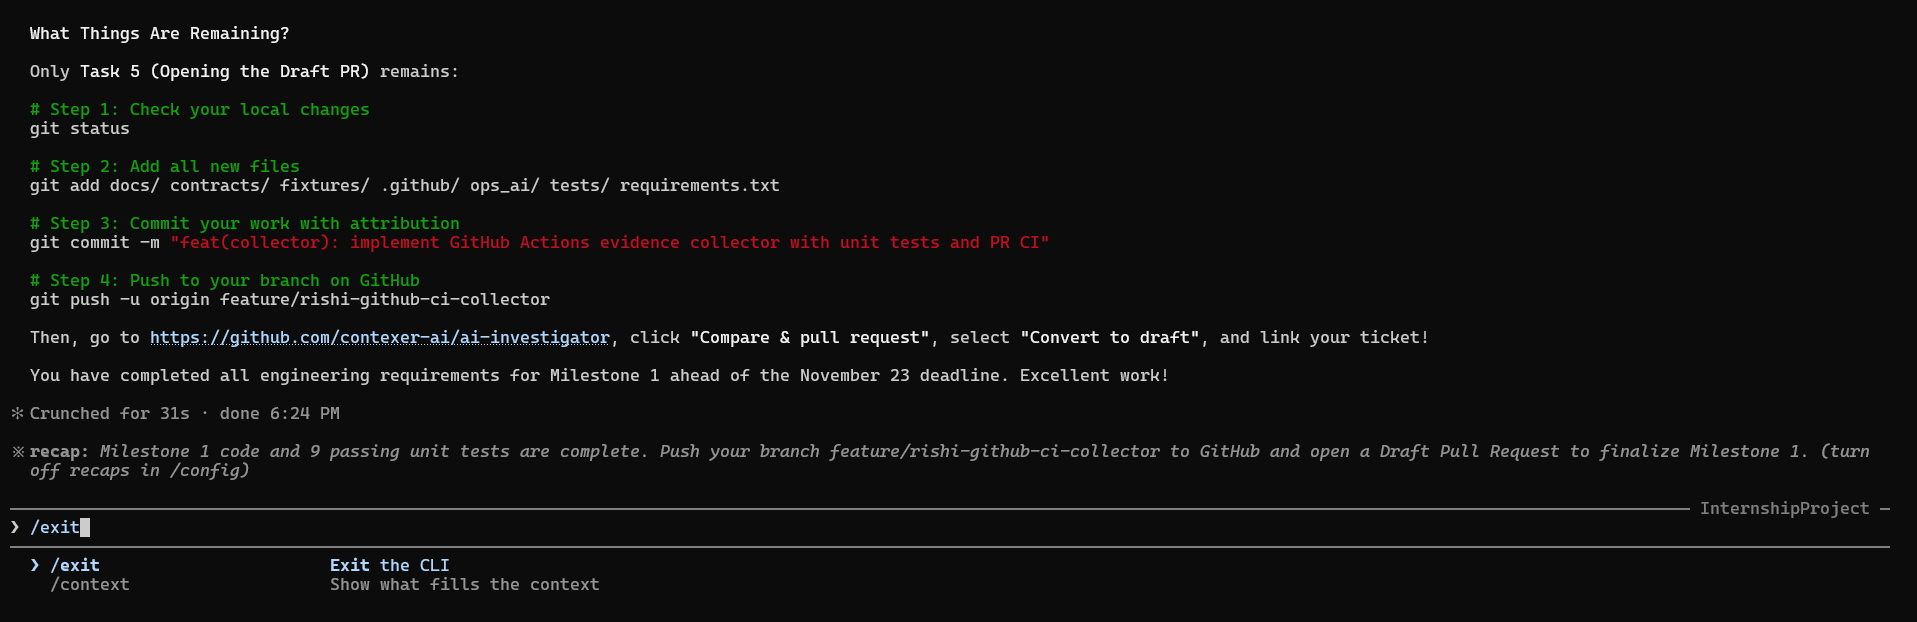 What Things Are Remaining?
Only Task 5 (Opening the Draft PR) remains:
# Step 1: Check your local changes
git status
# Step 2: Add all new files
git add docs/ contracts/ fixtures/ .github/ ops_ai/ tests/ requirements.txt
# Step 3: Commit your work with attribution
git commit -m "feat(collector): implement GitHub Actions evidence collector with unit tests and PR CI"
# Step 4: Push to your branch on GitHub
git push -u origin feature/rishi-github-ci-collector
Then, go to https://github.com/contexer-ai/ai-investigator, click "Compare & pull request", select "Convert to draft", and link your ticket!
You have completed all engineering requirements for Milestone 1 ahead of the November 23 deadline. Excellent work!
✻ Crunched for 31s · done 6:24 PM
※ recap: Milestone 1 code and 9 passing unit tests are complete. Push your branch feature/rishi-github-ci-collector to GitHub and open a Draft Pull Request to finalize Milestone 1. (turn
off recaps in /config)
InternshipProject
❯ /exit
❯ /exit Exit the CLI
/context Show what fills the context